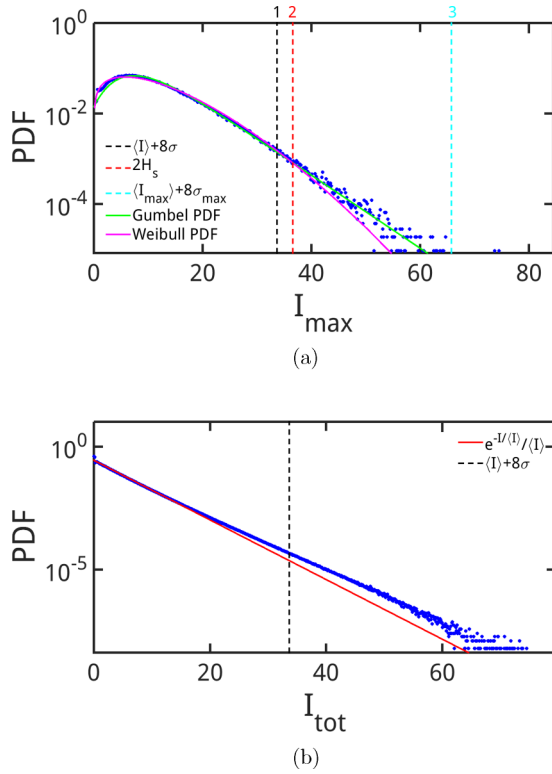 1 2 3
10^0
10^-2
10^-4
PDF
⟨I⟩+8σ
2H_s
⟨I_max⟩+8σ_max
Gumbel PDF
Weibull PDF
0 20 40 60 80
I_max
(a)
10^0
10^-5
PDF
e^-I/⟨I⟩/⟨I⟩
⟨I⟩+8σ
0 20 40 60
I_tot
(b)